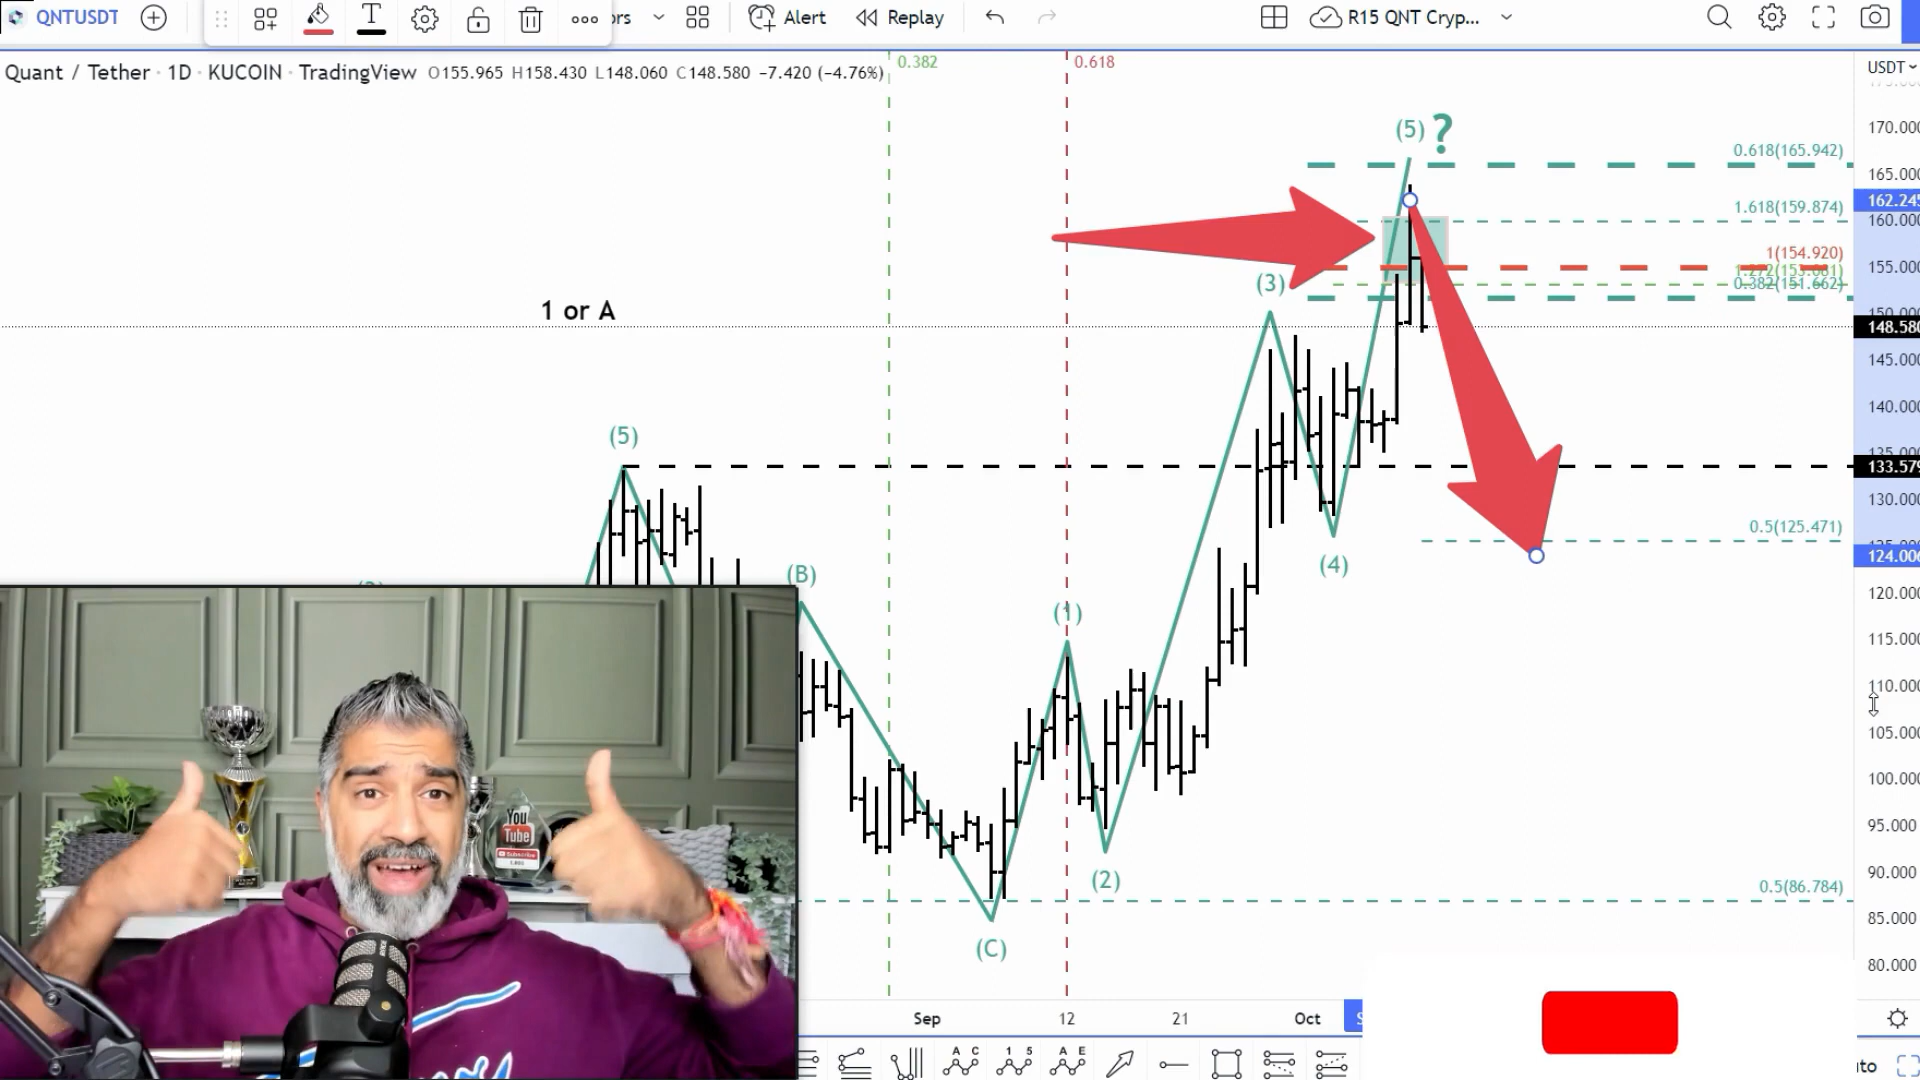 QNTUSDT
T
Alert
Replay
R15 QNT Cryp...
Quant / Tether · 1D · KUCOIN · TradingView O155.965 H158.430 L148.060 C148.580 −7.420 (−4.76%)
0.382
0.618
USDT
170.000
(5) ?
0.618(165.942)
165.000
162.245
1.618(159.874)
160.000
1(154.920)
155.000
0.382(151.662)
(3)
1 or A
148.580
145.000
140.000
(5)
133.579
130.000
0.5(125.471)
124.006
(4)
(B)
120.000
(1)
115.000
110.000
105.000
100.000
95.000
(2)
90.000
0.5(86.784)
85.000
(C)
80.000
You
Tube
Subscribe
Sep
12
21
Oct
A C
1 5
A E